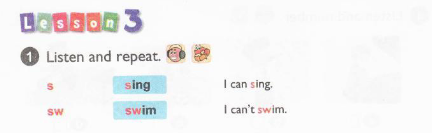 Lesson 3
1 Listen and repeat.
s sing I can sing.
sw swim I can't swim.